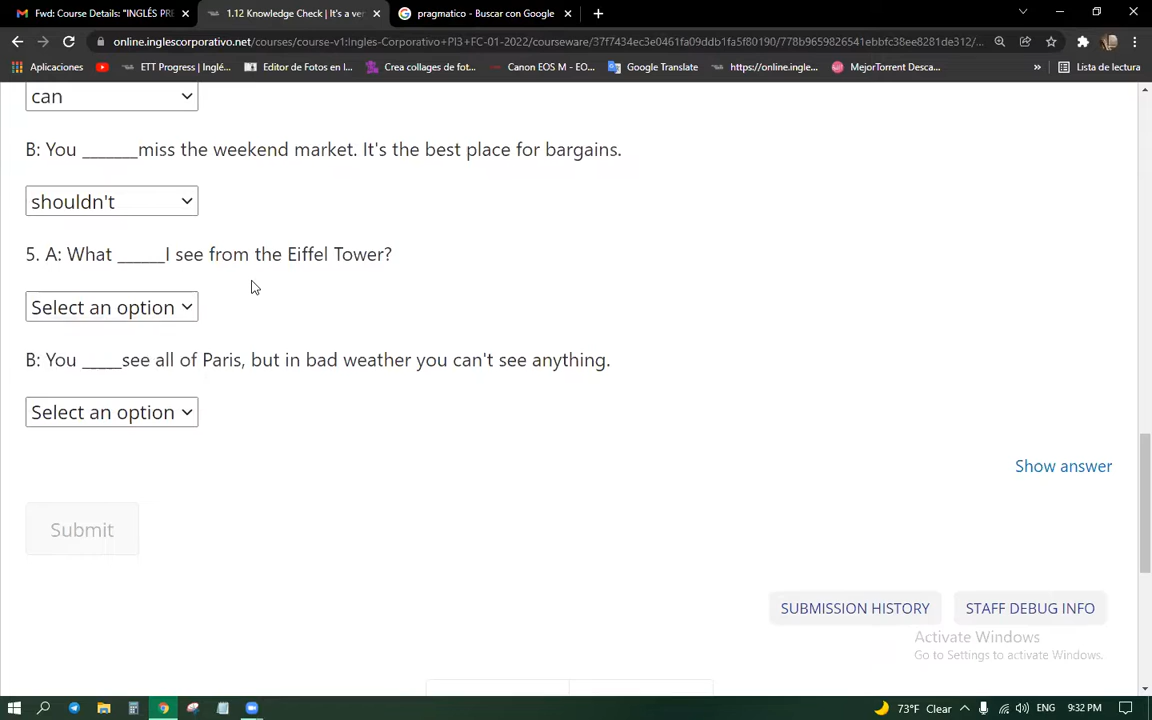 Fwd: Course Details: "INGLÉS PRE
1.12 Knowledge Check | It's a ver
pragmatico - Buscar con Google
online.inglescorporativo.net/courses/course-v1:Ingles-Corporativo+PI3+FC-01-2022/courseware/37f7434ec3e0461fa09ddb1fa5f80190/778b9659826541ebbfc38ee8281de312/...
Aplicaciones
ETT Progress | Inglé...
Editor de Fotos en l...
Crea collages de fot...
Canon EOS M - EO...
Google Translate
https://online.ingle...
MejorTorrent Desca...
»
Lista de lectura
can
B: You _______miss the weekend market. It's the best place for bargains.
shouldn't
5. A: What ______I see from the Eiffel Tower?
Select an option
B: You _____see all of Paris, but in bad weather you can't see anything.
Select an option
Show answer
Submit
SUBMISSION HISTORY
STAFF DEBUG INFO
Activate Windows
Go to Settings to activate Windows.
73°F Clear
ENG
9:32 PM